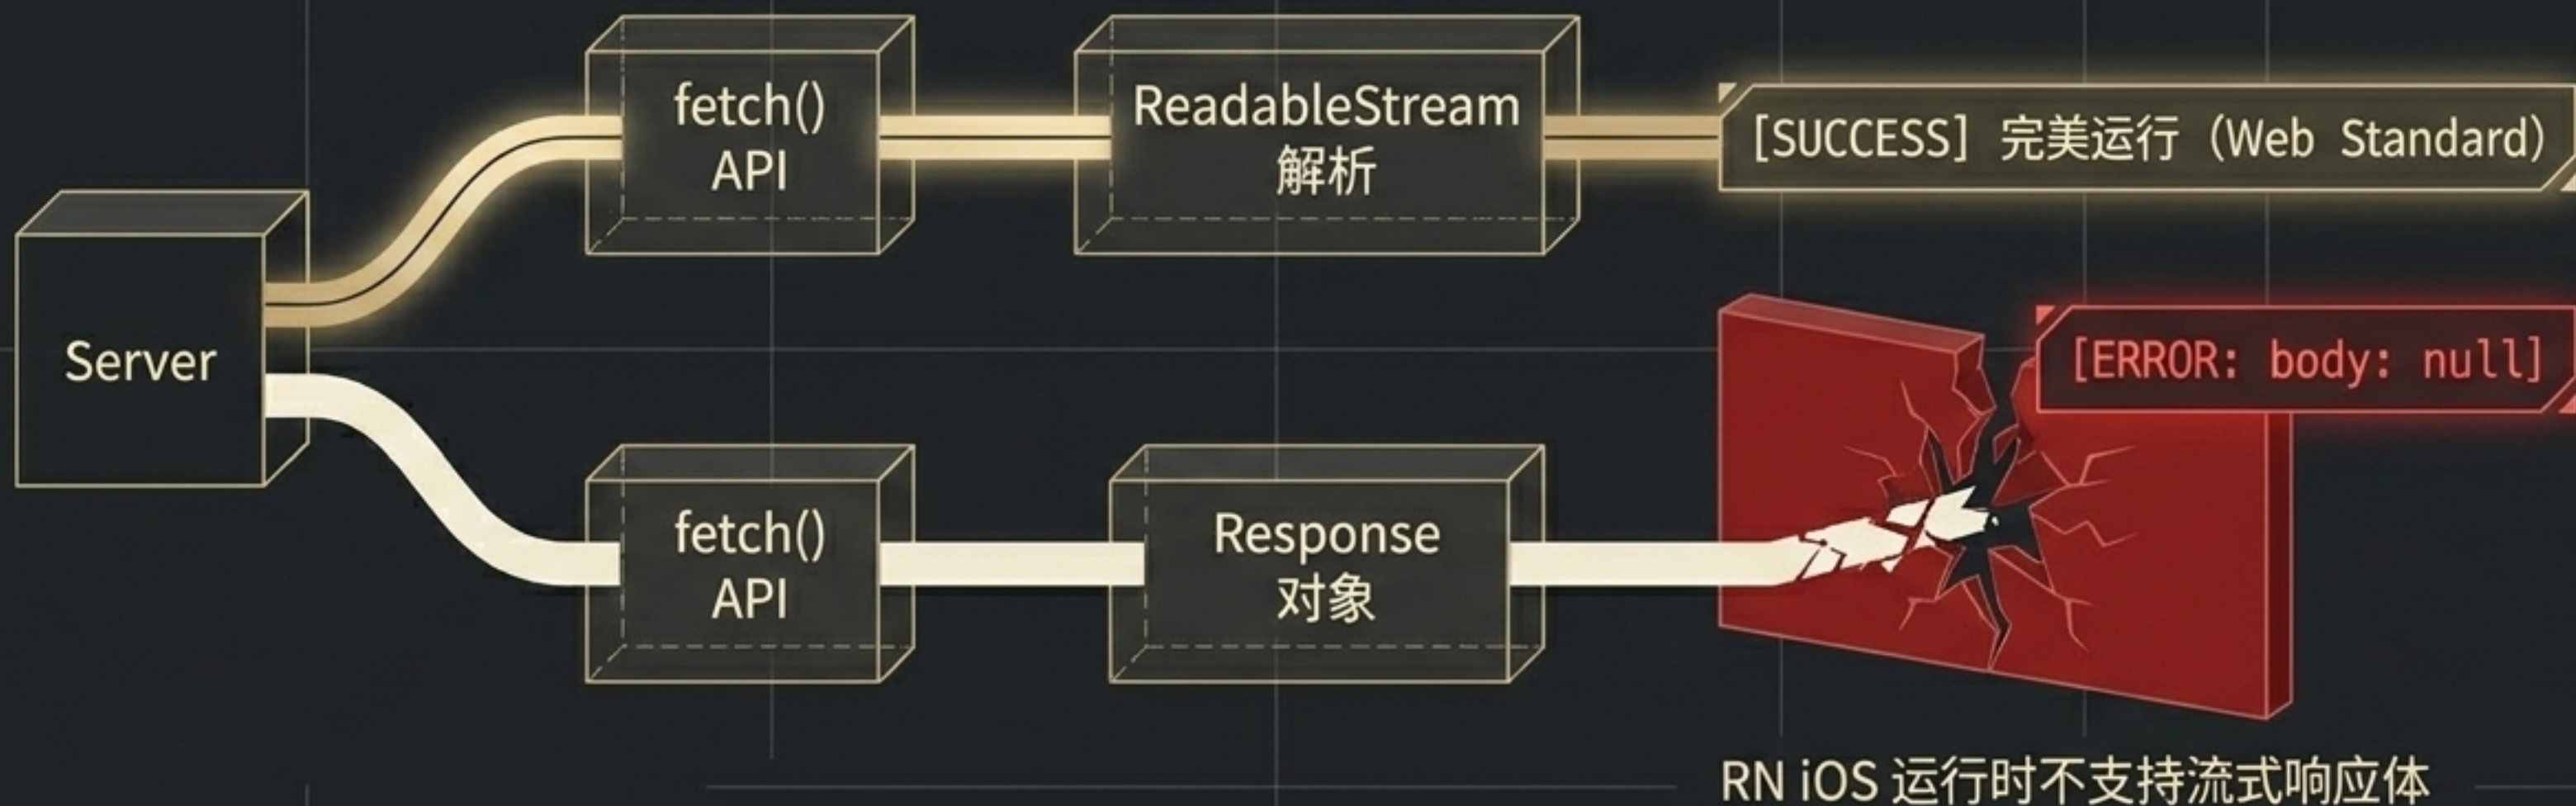 fetch()
API
ReadableStream
解析
[SUCCESS] 完美运行（Web Standard）
Server
[ERROR: body: null]
fetch()
API
Response
对象
RN iOS 运行时不支持流式响应体